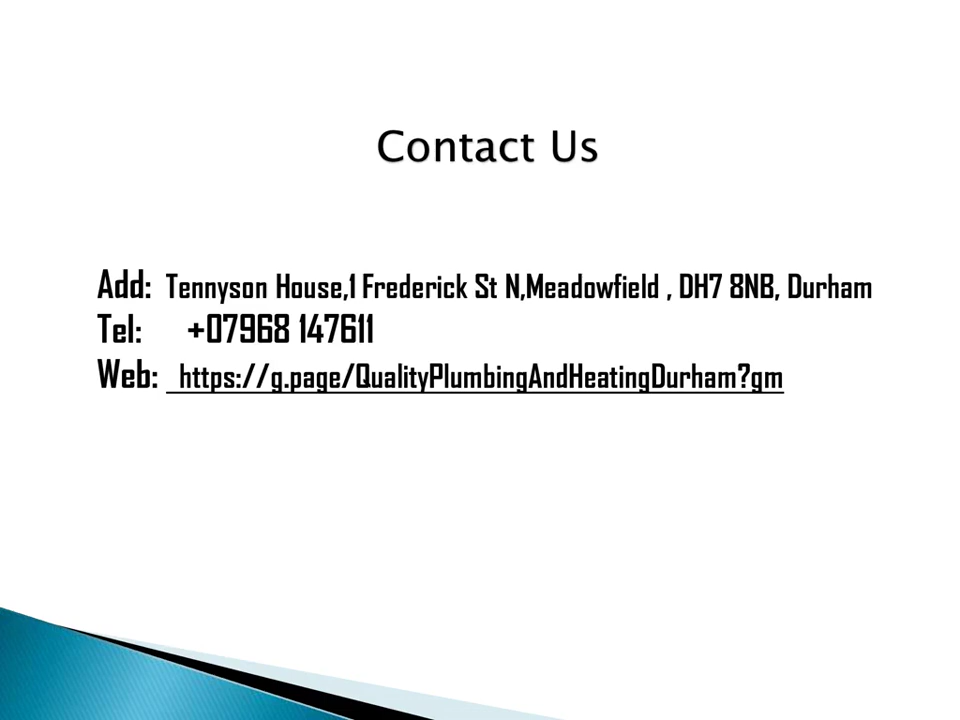 Contact Us
Add: Tennyson House,1 Frederick St N,Meadowfield , DH7 8NB, Durham
Tel: +07968 147611
Web: https://g.page/QualityPlumbingAndHeatingDurham?gm